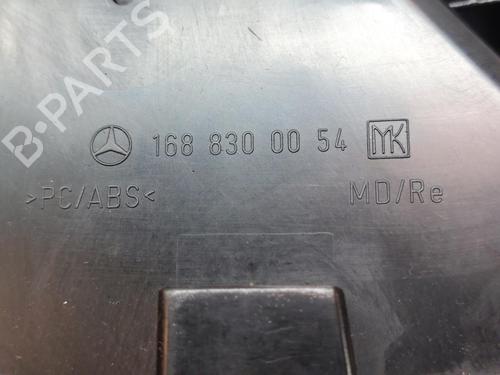 B-PARTS
168 830 00 54 MK
>PC/ABS< MD/Re